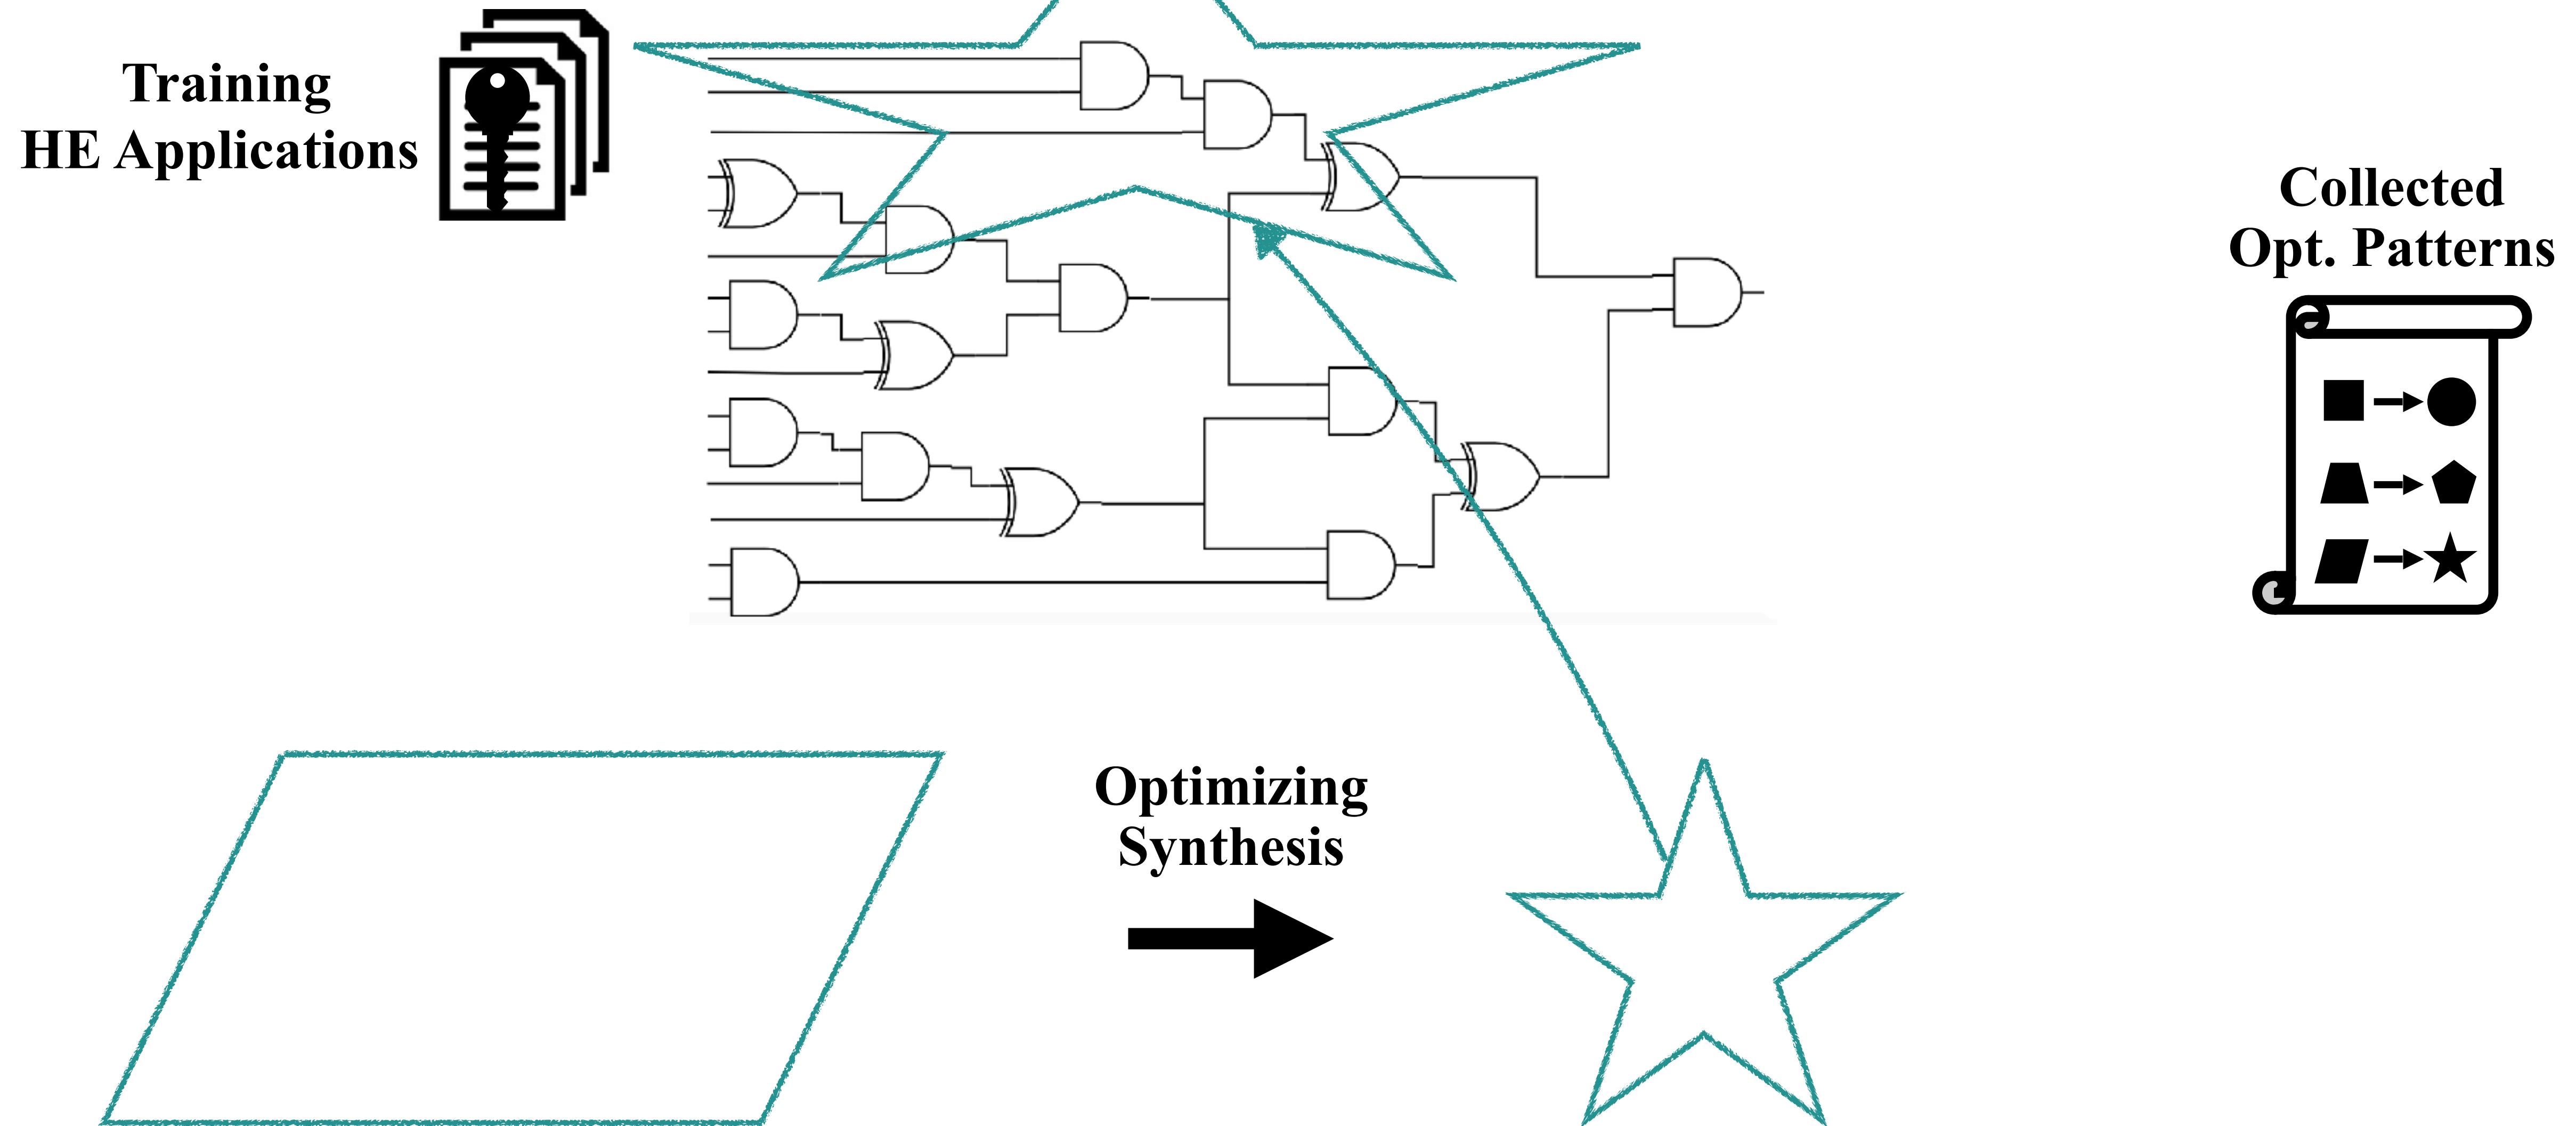 Training
HE Applications
Collected
Opt. Patterns
Optimizing
Synthesis